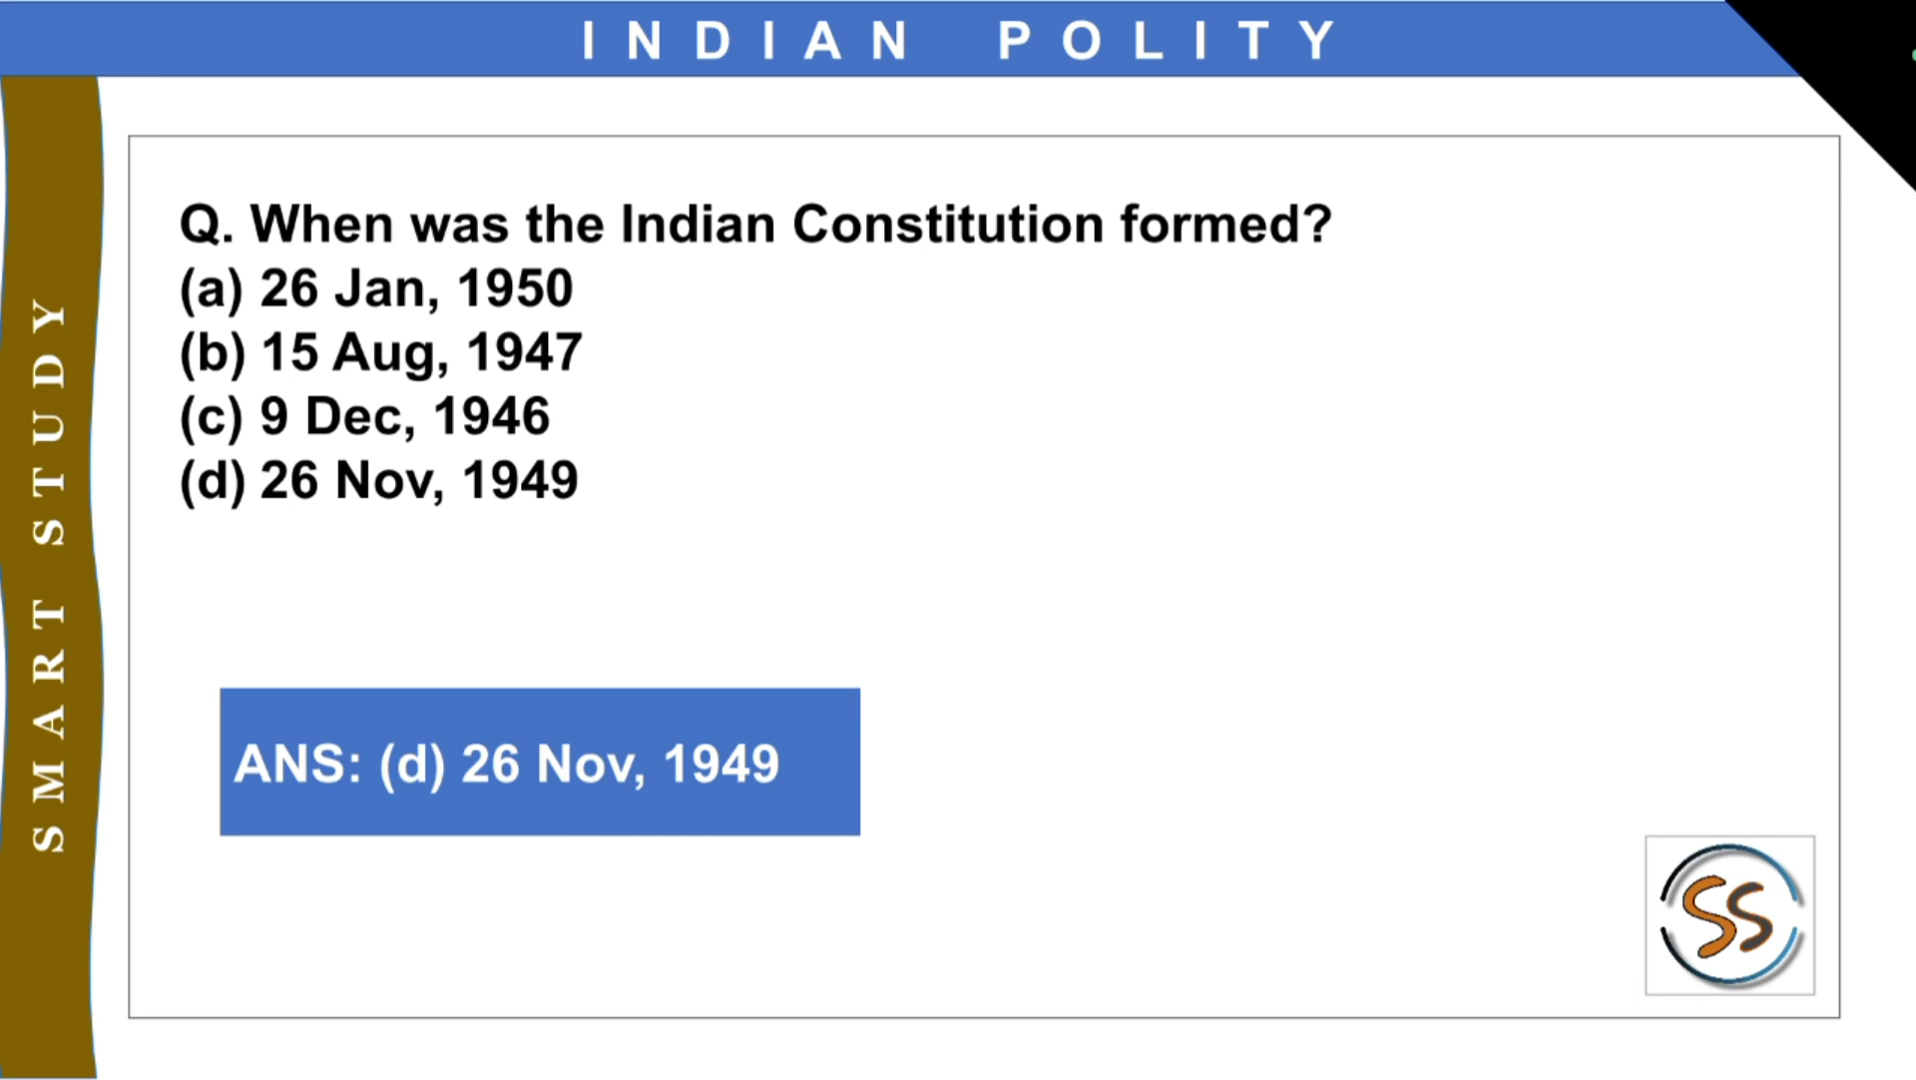 INDIAN POLITY
SMART STUDY
Q. When was the Indian Constitution formed?
(a) 26 Jan, 1950
(b) 15 Aug, 1947
(c) 9 Dec, 1946
(d) 26 Nov, 1949
ANS: (d) 26 Nov, 1949
SS